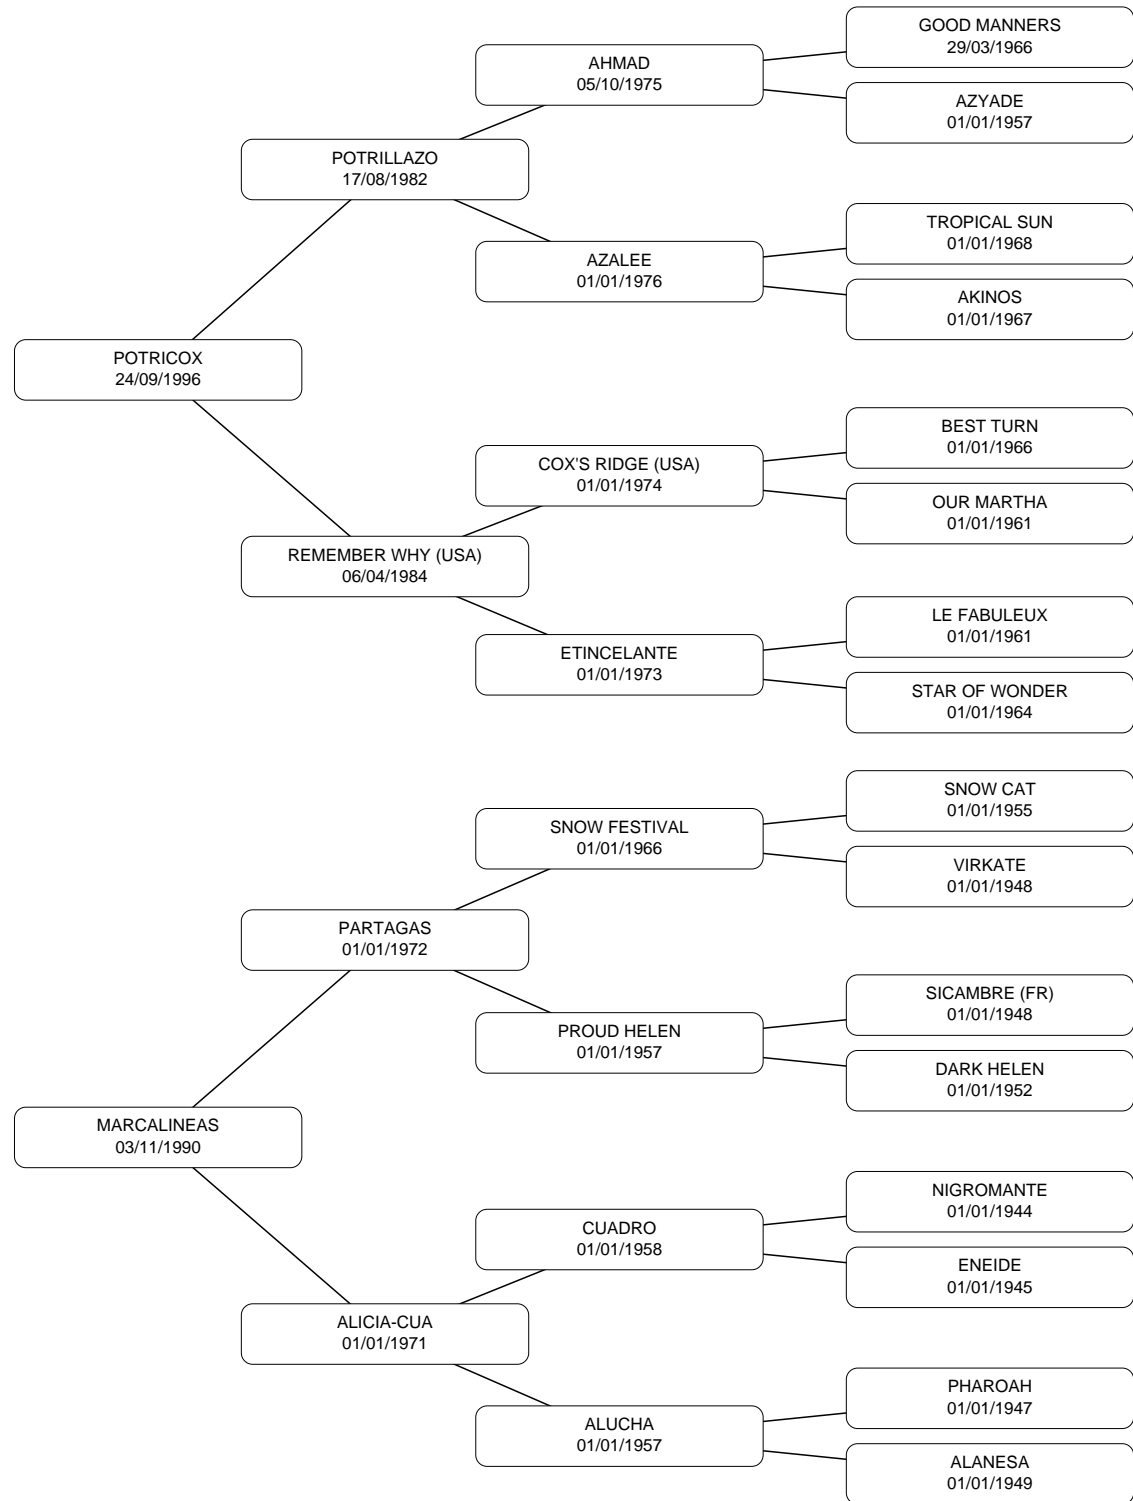 GOOD MANNERS
29/03/1966
AHMAD
05/10/1975
AZYADE
01/01/1957
POTRILLAZO
17/08/1982
TROPICAL SUN
01/01/1968
AZALEE
01/01/1976
AKINOS
01/01/1967
POTRICOX
24/09/1996
BEST TURN
01/01/1966
COX'S RIDGE (USA)
01/01/1974
OUR MARTHA
01/01/1961
REMEMBER WHY (USA)
06/04/1984
LE FABULEUX
01/01/1961
ETINCELANTE
01/01/1973
STAR OF WONDER
01/01/1964
SNOW CAT
01/01/1955
SNOW FESTIVAL
01/01/1966
VIRKATE
01/01/1948
PARTAGAS
01/01/1972
SICAMBRE (FR)
01/01/1948
PROUD HELEN
01/01/1957
DARK HELEN
01/01/1952
MARCALINEAS
03/11/1990
NIGROMANTE
01/01/1944
CUADRO
01/01/1958
ENEIDE
01/01/1945
ALICIA-CUA
01/01/1971
PHAROAH
01/01/1947
ALUCHA
01/01/1957
ALANESA
01/01/1949